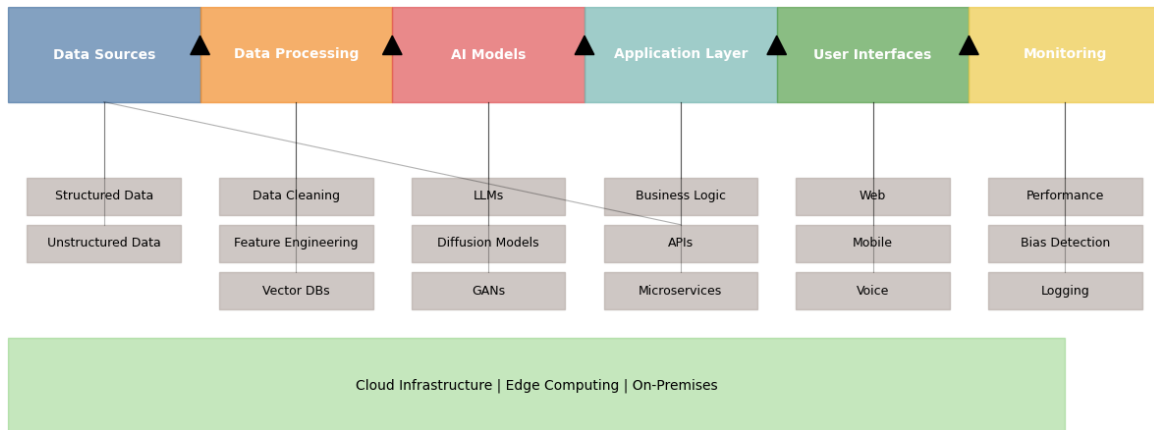 Data Sources
Data Processing
AI Models
Application Layer
User Interfaces
Monitoring
Structured Data
Data Cleaning
LLMs
Business Logic
Web
Performance
Unstructured Data
Feature Engineering
Diffusion Models
APIs
Mobile
Bias Detection
Vector DBs
GANs
Microservices
Voice
Logging
Cloud Infrastructure | Edge Computing | On-Premises